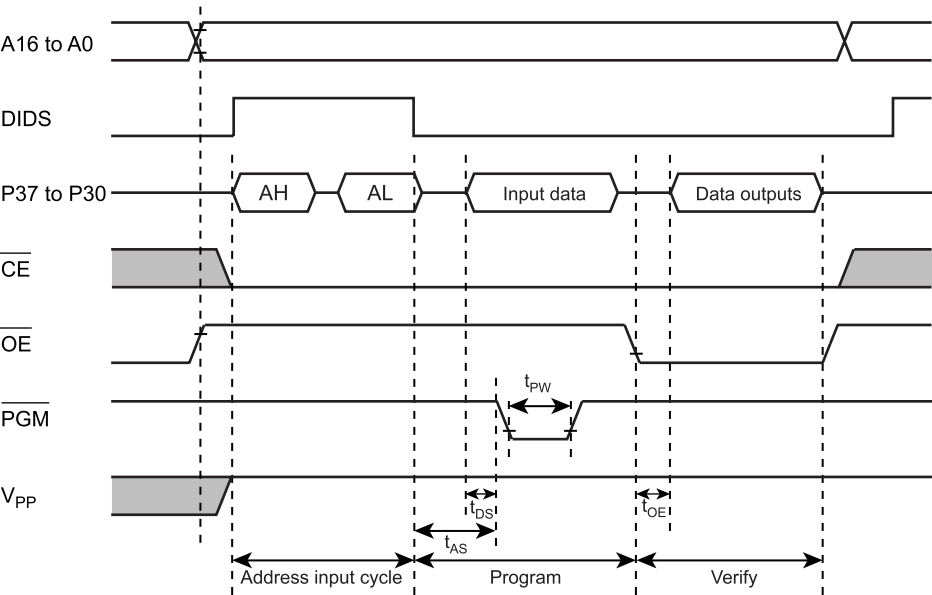 A16 to A0
DIDS
P37 to P30 AH AL Input data Data outputs
CE
OE
tPW
PGM
VPP
tDS tOE
tAS
Address input cycle Program Verify